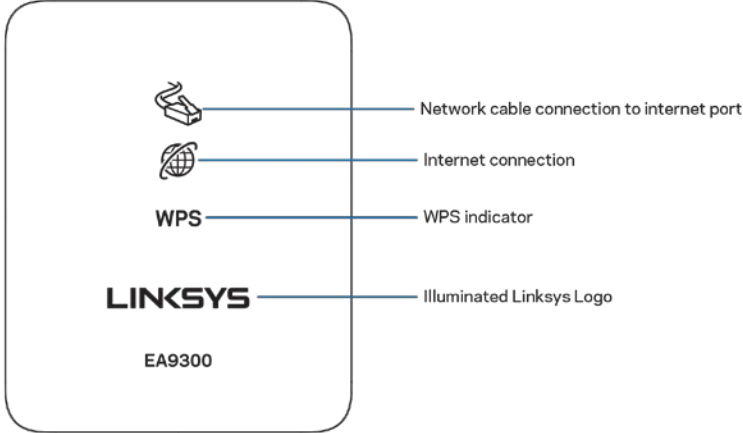 Network cable connection to internet port
Internet connection
WPS WPS indicator
LINKSYS Illuminated Linksys Logo
EA9300